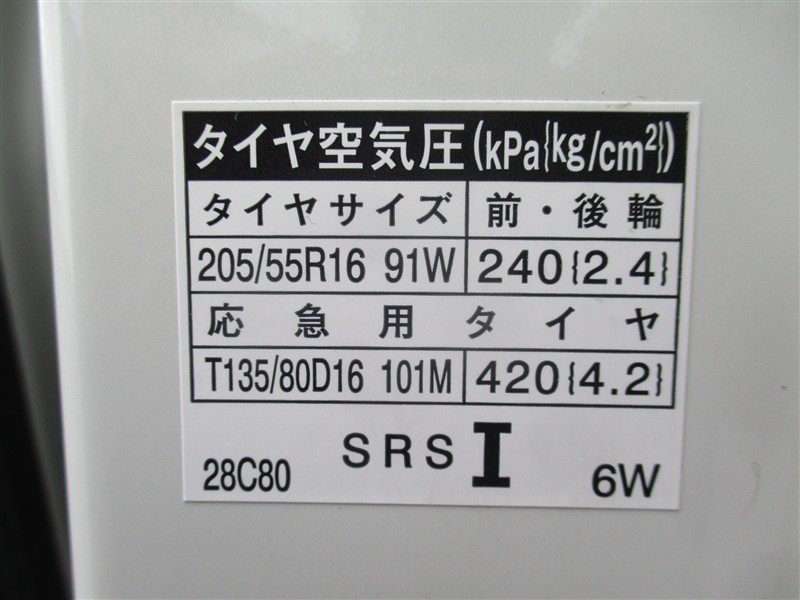 タイヤ空気圧(kPa{kg/cm²})
タイヤサイズ 前・後輪
205/55R16 91W 240{2.4}
応急用タイヤ
T135/80D16 101M 420{4.2}
28C80 SRS I 6W